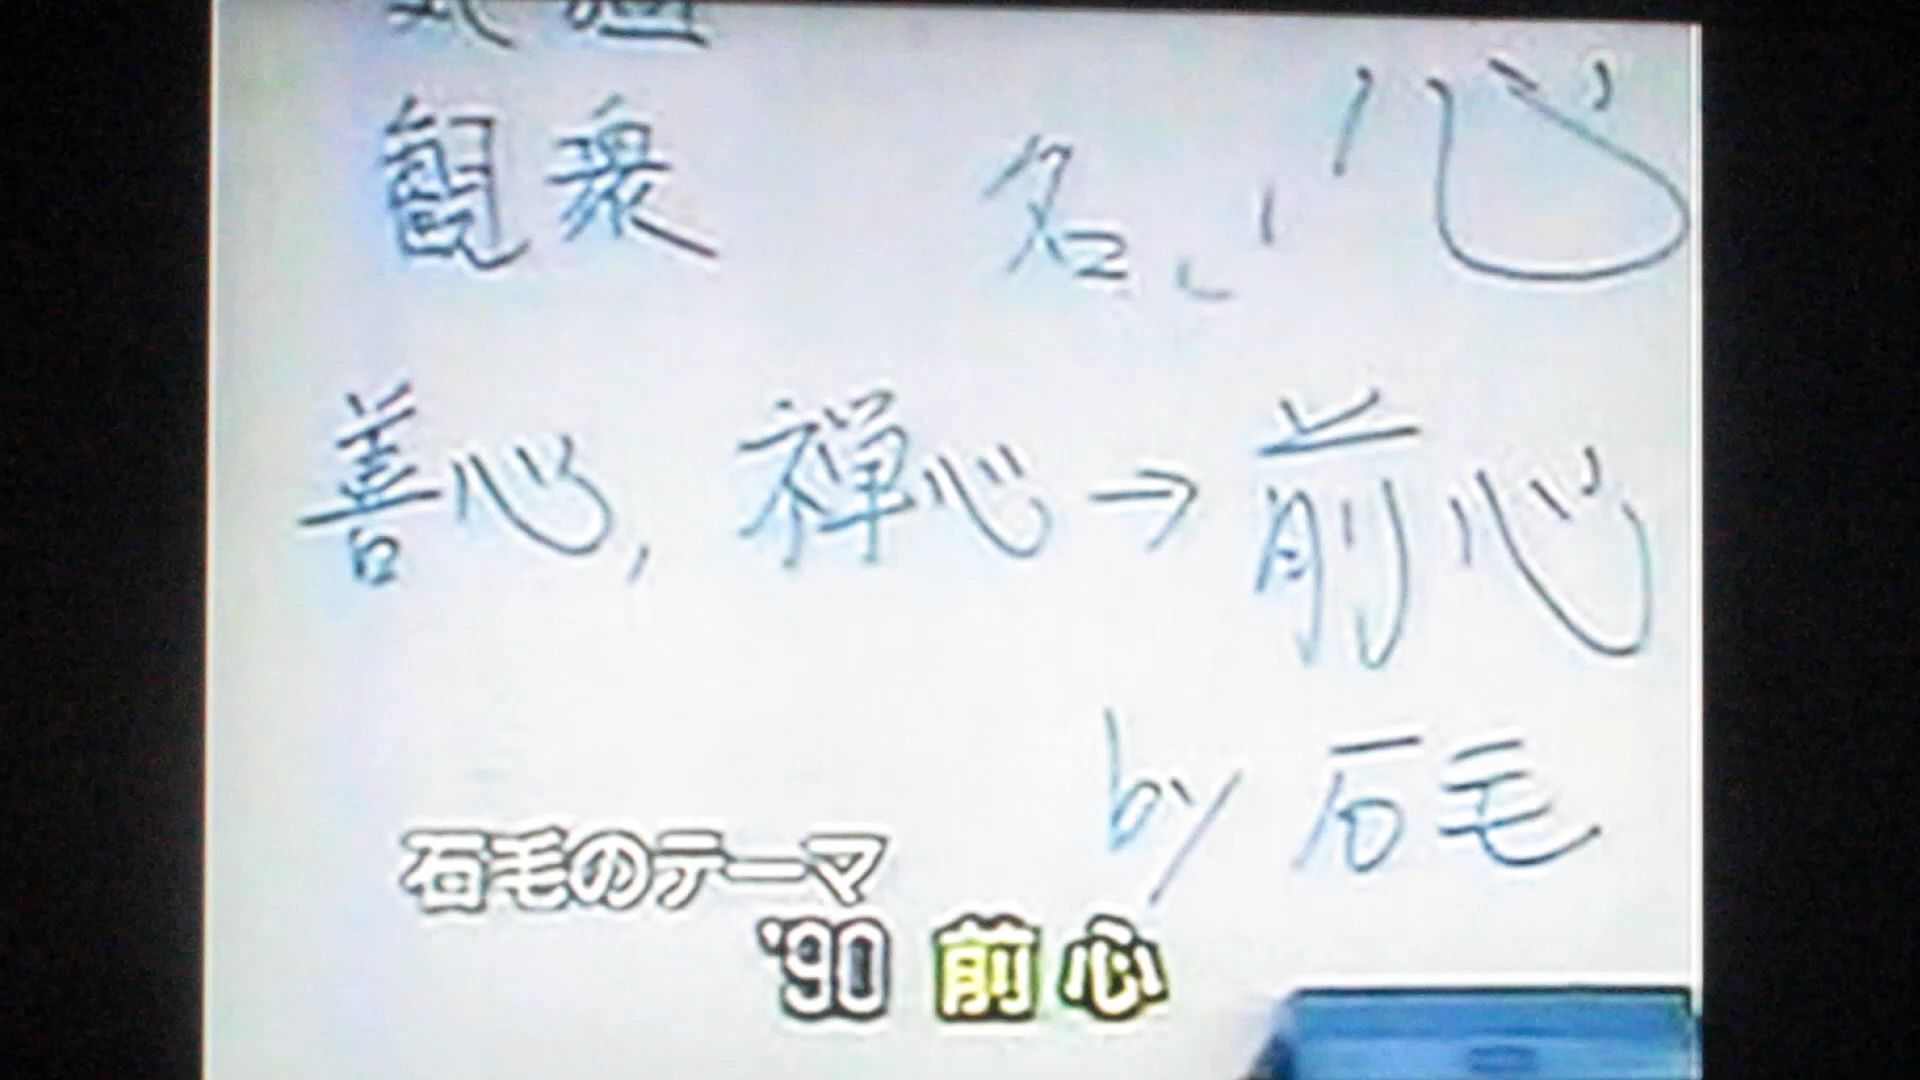 観衆
名、心
善心, 禅心→前心
by 石毛
石毛のテーマ
'90 前心